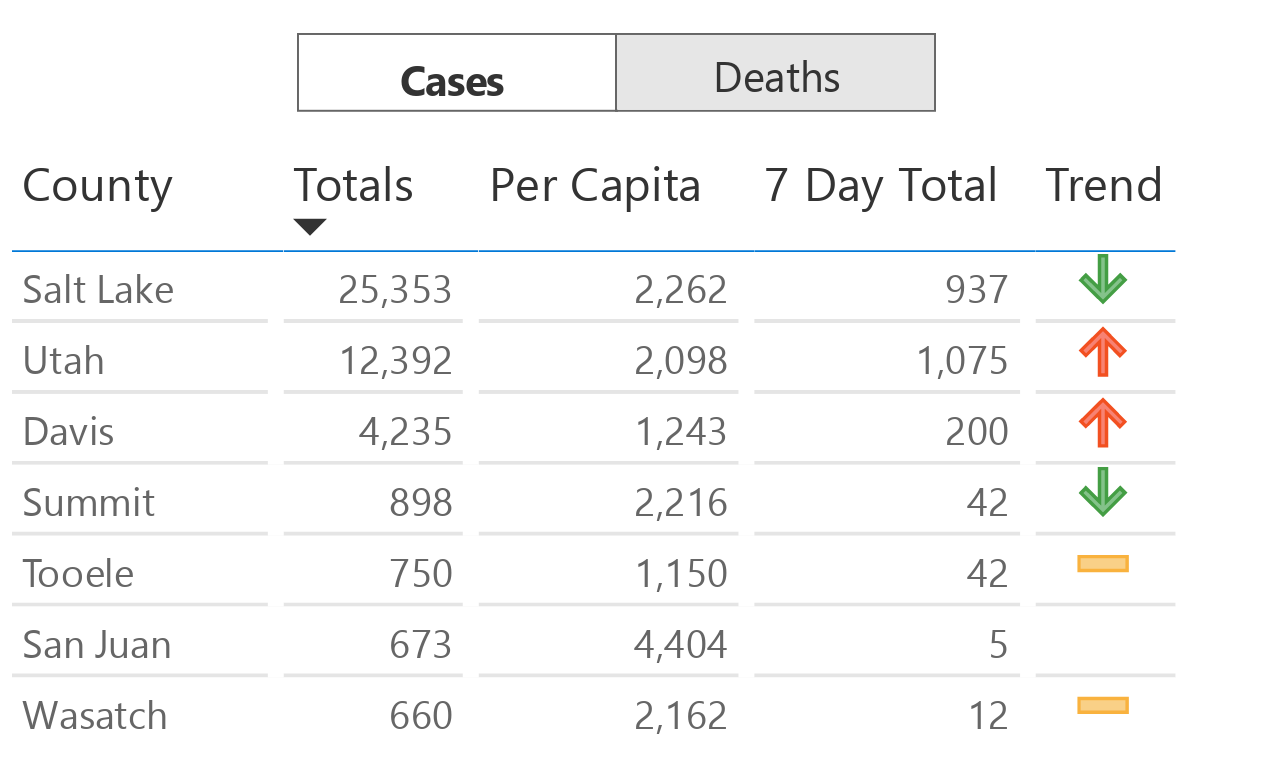 Cases Deaths
County Totals Per Capita 7 Day Total Trend
Salt Lake 25,353 2,262 937
Utah 12,392 2,098 1,075
Davis 4,235 1,243 200
Summit 898 2,216 42
Tooele 750 1,150 42
San Juan 673 4,404 5
Wasatch 660 2,162 12